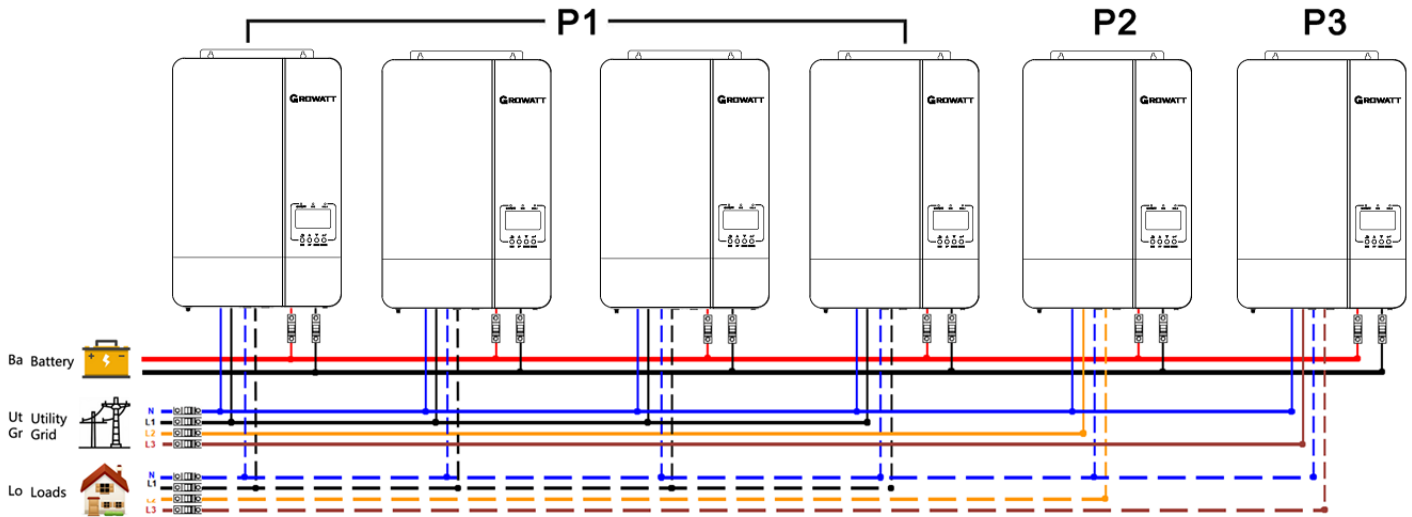 P1 P2 P3
GROWATT GROWATT GROWATT GROWATT GROWATT GROWATT
Ba Battery
Ut Utility
Gr Grid
N
L1
L2
L3
Lo Loads
N
L1
L2
L3